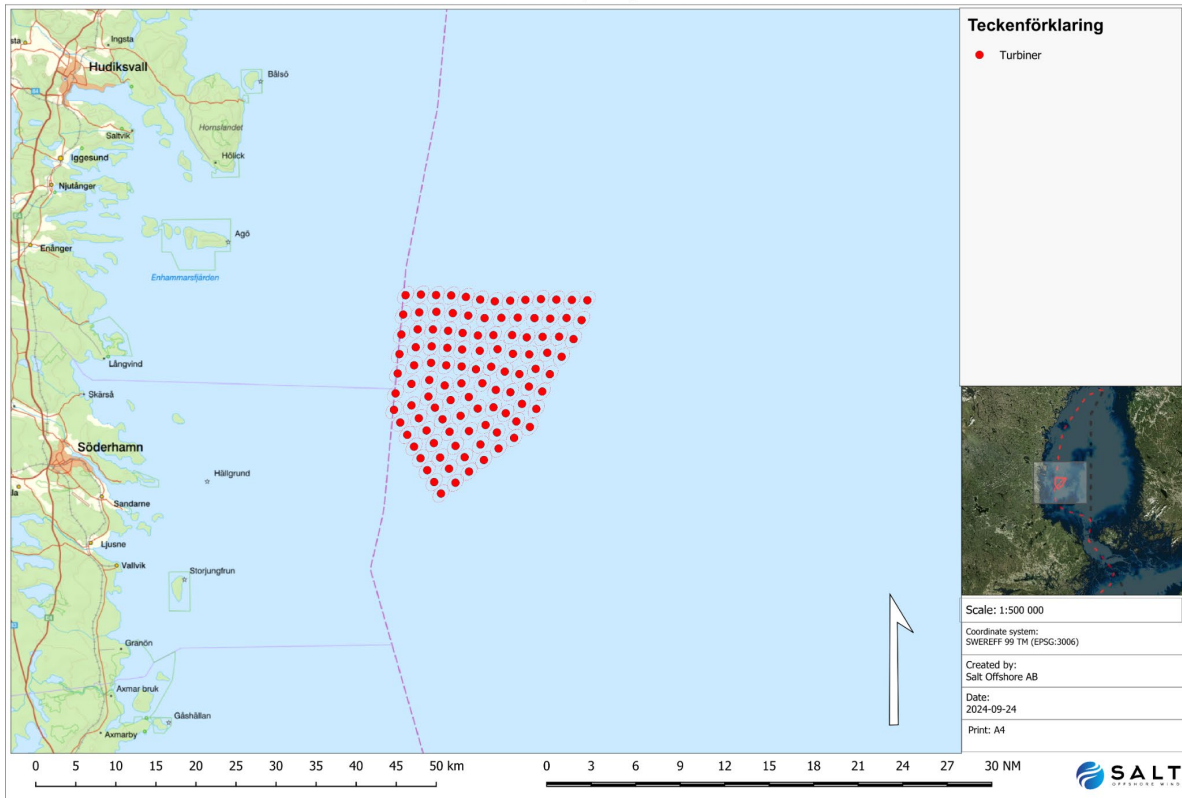 Ingsta
Hudiksvall
Bålsö
Hornslandet
Saltvik
Iggesund
Hölick
Njutånger
Agö
Enånger
Enhammarsfjärden
Långvind
Skärså
Söderhamn
Hällgrund
Sandarne
Ljusne
Vallvik
Storjungfrun
Granön
Axmar bruk
Gåshällan
Axmarby
0 5 10 15 20 25 30 35 40 45 50 km
0 3 6 9 12 15 18 21 24 27 30 NM
Teckenförklaring
Turbiner
Scale: 1:500 000
Coordinate system:
SWEREFF 99 TM (EPSG:3006)
Created by:
Salt Offshore AB
Date:
2024-09-24
Print: A4
SALT
OFFSHORE WIND